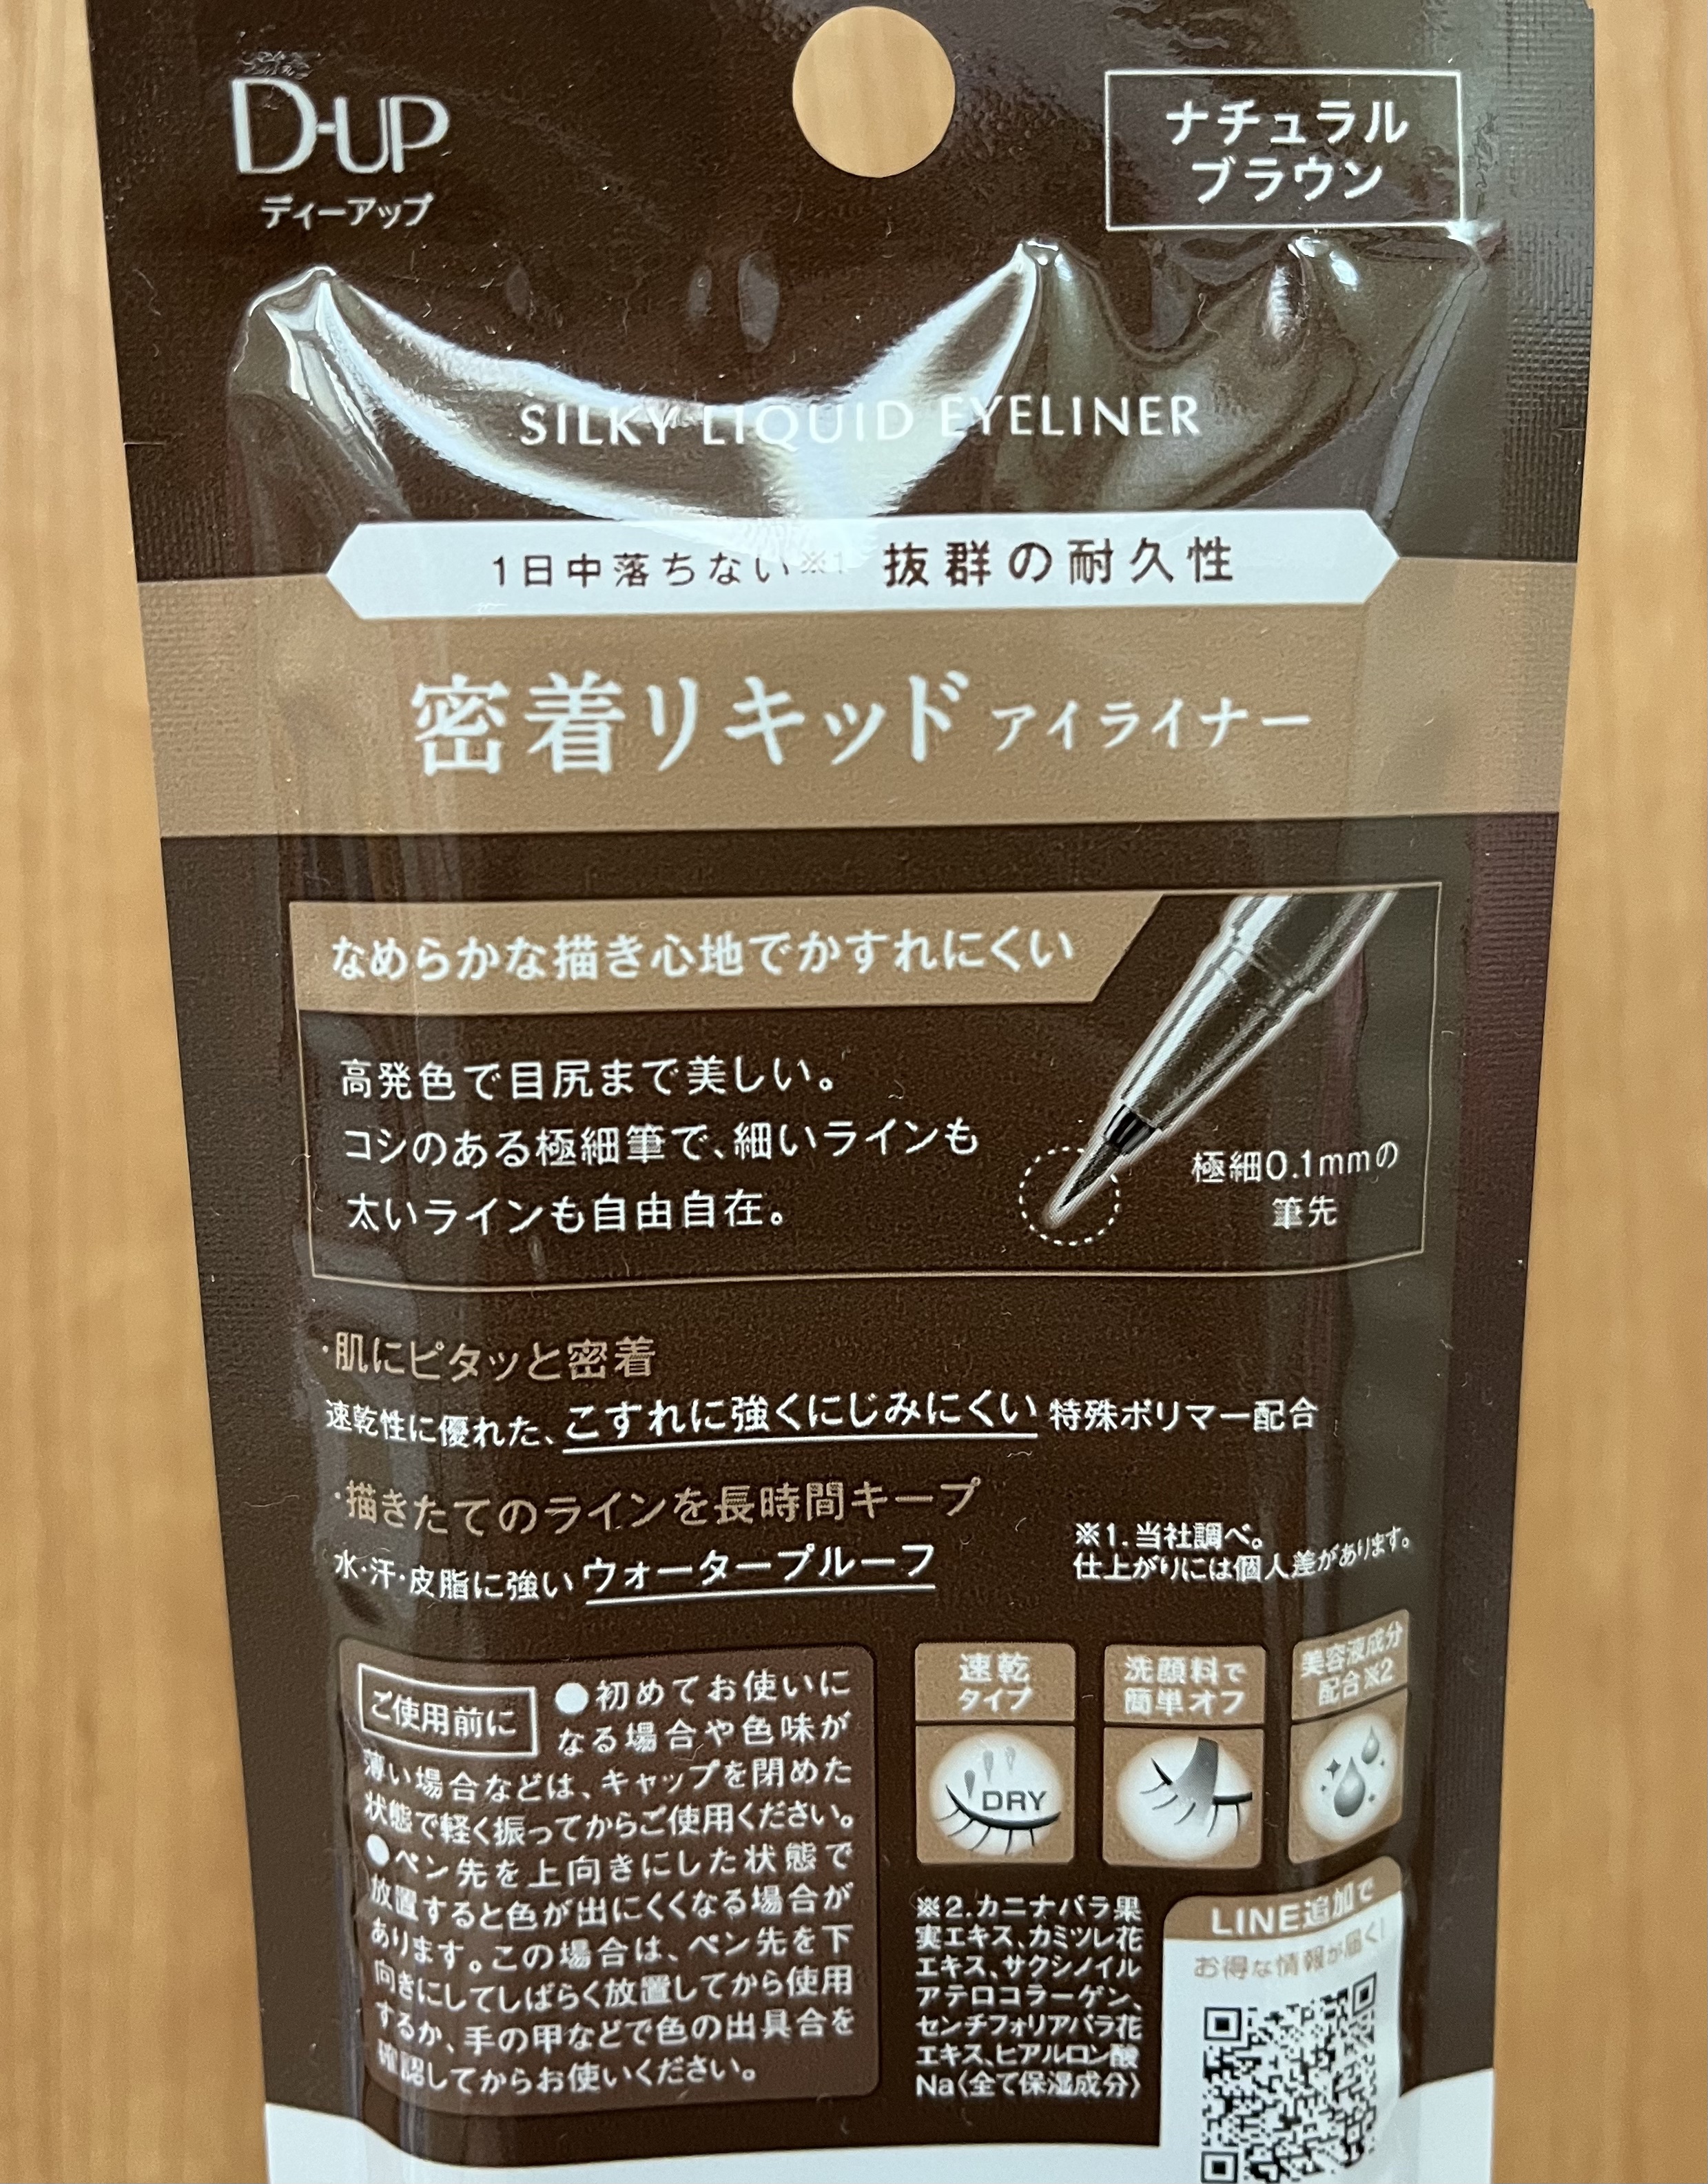 D-UP
ディーアップ
ナチュラル
ブラウン
SILKY LIQUID EYELINER
1日中落ちない※1 抜群の耐久性
密着リキッドアイライナー
なめらかな描き心地でかすれにくい
高発色で目尻まで美しい。
コシのある極細筆で、細いラインも
太いラインも自由自在。
極細0.1mmの
筆先
・肌にピタッと密着
速乾性に優れた、こすれに強くにじみにくい 特殊ポリマー配合
・描きたてのラインを長時間キープ
水・汗・皮脂に強いウォータープルーフ
※1.当社調べ。
仕上がりには個人差があります。
ご使用前に
●初めてお使いに
なる場合や色味が
薄い場合などは、キャップを閉めた
状態で軽く振ってからご使用ください。
●ペン先を上向きにした状態で
放置すると色が出にくくなる場合が
あります。この場合は、ペン先を下
向きにしてしばらく放置してから使用
するか、手の甲などで色の出具合を
確認してからお使いください。
速乾
タイプ
DRY
洗顔料で
簡単オフ
美容液成分
配合※2
※2.カニナバラ果
実エキス、カミツレ花
エキス、サクシノイル
アテロコラーゲン、
センチフォリアバラ花
エキス、ヒアルロン酸
Na〈全て保湿成分〉
LINE追加で
お得な情報が届く!